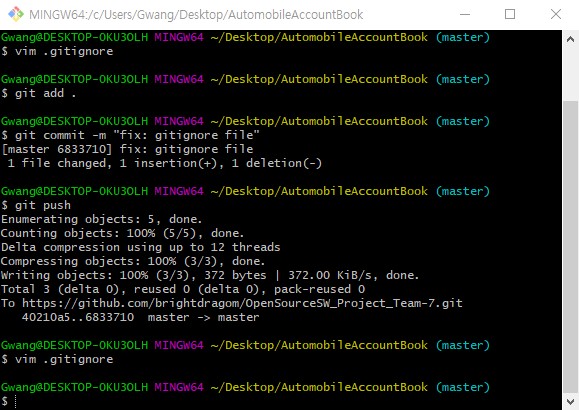 MINGW64:/c/Users/Gwang/Desktop/AutomobileAccountBook
Gwang@DESKTOP-0KU3OLH MINGW64 ~/Desktop/AutomobileAccountBook (master)
$ vim .gitignore
Gwang@DESKTOP-0KU3OLH MINGW64 ~/Desktop/AutomobileAccountBook (master)
$ git add .
Gwang@DESKTOP-0KU3OLH MINGW64 ~/Desktop/AutomobileAccountBook (master)
$ git commit -m "fix: gitignore file"
[master 6833710] fix: gitignore file
 1 file changed, 1 insertion(+), 1 deletion(-)
Gwang@DESKTOP-0KU3OLH MINGW64 ~/Desktop/AutomobileAccountBook (master)
$ git push
Enumerating objects: 5, done.
Counting objects: 100% (5/5), done.
Delta compression using up to 12 threads
Compressing objects: 100% (3/3), done.
Writing objects: 100% (3/3), 372 bytes | 372.00 KiB/s, done.
Total 3 (delta 0), reused 0 (delta 0), pack-reused 0
To https://github.com/brightdragom/OpenSourceSW_Project_Team-7.git
   40210a5..6833710  master -> master
Gwang@DESKTOP-0KU3OLH MINGW64 ~/Desktop/AutomobileAccountBook (master)
$ vim .gitignore
Gwang@DESKTOP-0KU3OLH MINGW64 ~/Desktop/AutomobileAccountBook (master)
$